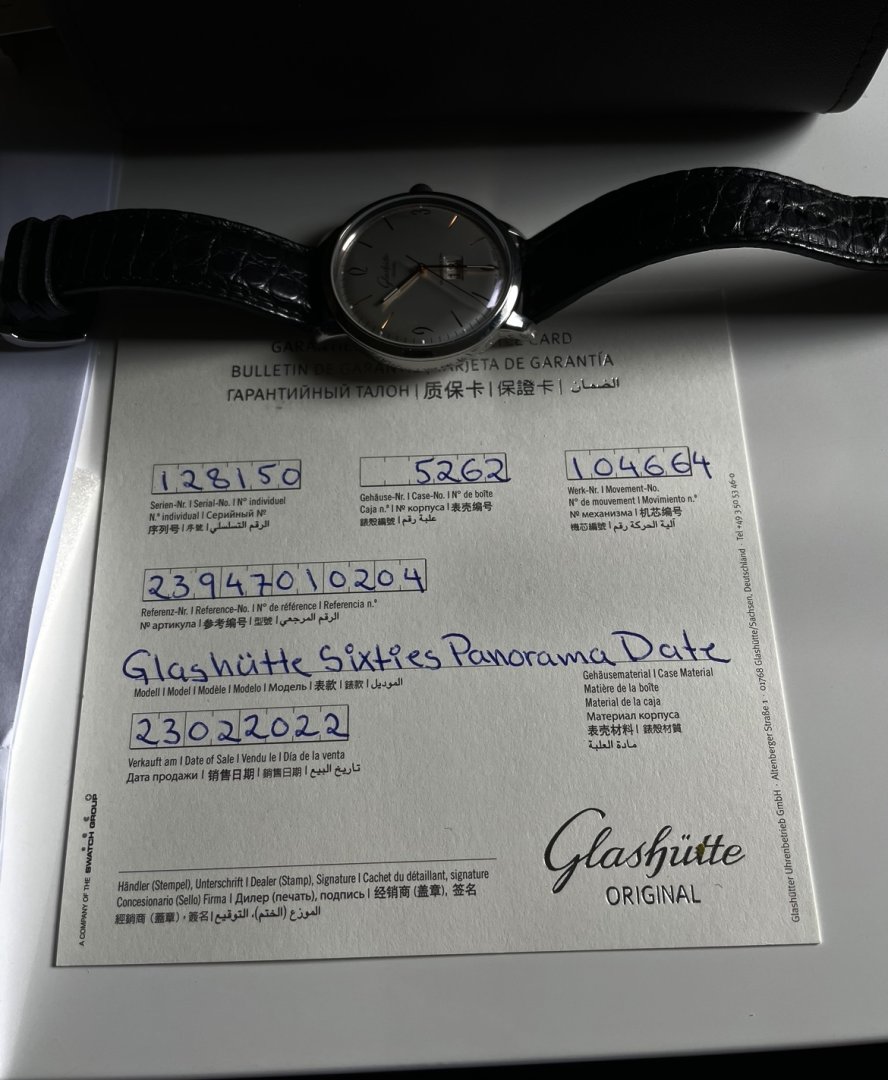 Glashütte
GARANTIE CARD
BULLETIN DE GARANTIE TARJETA DE GARANTÍA
ГАРАНТИЙНЫЙ ТАЛОН | 质保卡 | 保證卡 | الضمان
128150
Serien-Nr. | Serial-No. | N° individuel
N.° individual | Серийный №
序列号 | 序號 | الرقم التسلسلي
5262
Gehäuse-Nr. | Case-No. | N° de boîte
Caja n.° | № корпуса | 表壳编号
錶殼編號 | علبة رقم
104664
Werk-Nr. | Movement-No.
N° de mouvement | Movimiento n.°
№ механизма | 机芯编号
機芯編號 | آلية الحركة رقم
23947010204
Referenz-Nr. | Reference-No. | N° de référence | Referencia n.°
№ артикула | 参考编号 | 型號 | الرقم المرجعي
Glashütte Sixties Panorama Date
Modell | Model | Modèle | Modelo | Модель | 表款 | 錶款 | الموديل
Gehäusematerial | Case Material
Matière de la boîte
Material de la caja
Материал корпуса
表壳材料 | 錶殼材質
مادة العلبة
23022022
Verkauft am | Date of Sale | Vendu le | Día de la venta
Дата продажи | 销售日期 | 銷售日期 | تاريخ البيع
Händler (Stempel), Unterschrift | Dealer (Stamp), Signature | Cachet du détaillant, signature
Concesionario (Sello) Firma | Дилер (печать), подпись | 经销商 (盖章), 签名
經銷商 (蓋章), 簽名 | الموزع (الختم)، التوقيع
Glashütte
ORIGINAL
A COMPANY OF THE SWATCH GROUP
Glashütter Uhrenbetrieb GmbH · Altenberger Straße 1 · 01768 Glashütte/Sachsen, Deutschland · Tel +49 3 50 53 46-0